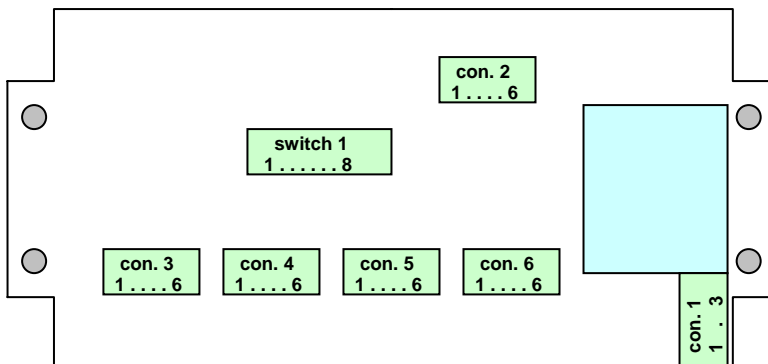 con. 2
1 . . . . 6
switch 1
1 . . . . . . 8
con. 3
1 . . . . 6
con. 4
1 . . . . 6
con. 5
1 . . . . 6
con. 6
1 . . . . 6
con. 1
1 . 3